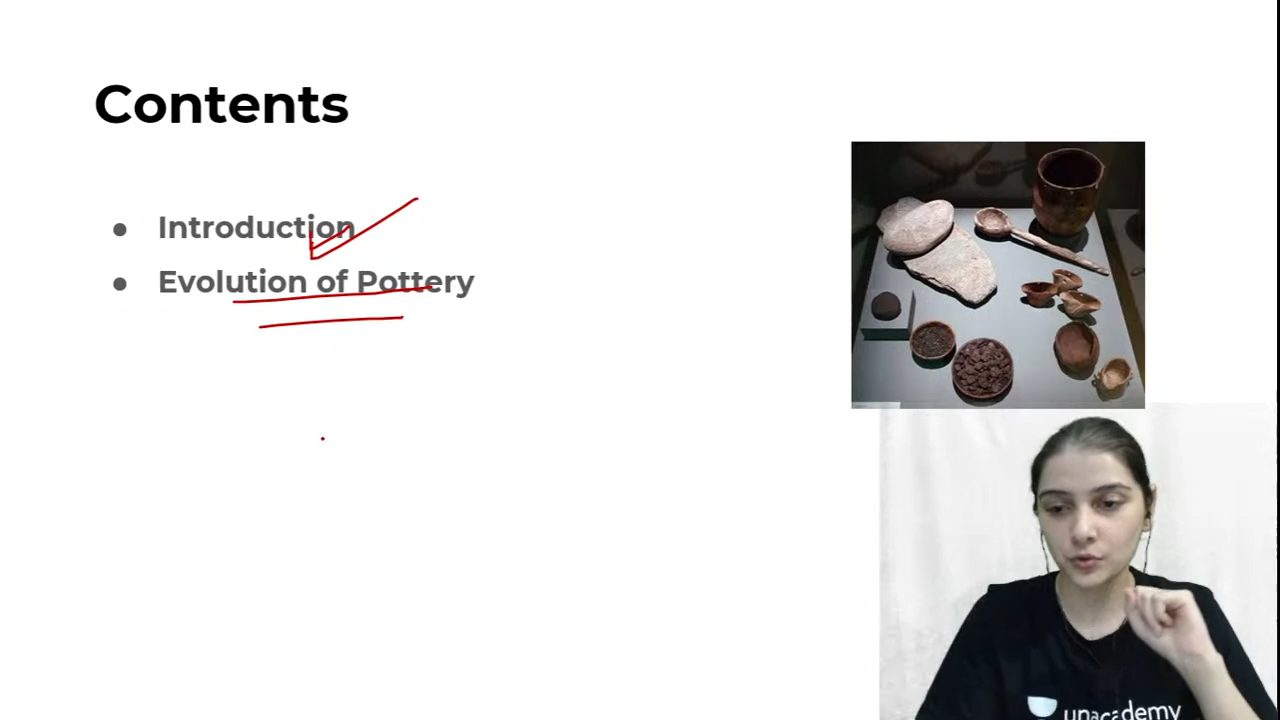 Contents
● Introduction
● Evolution of Pottery
unacademy